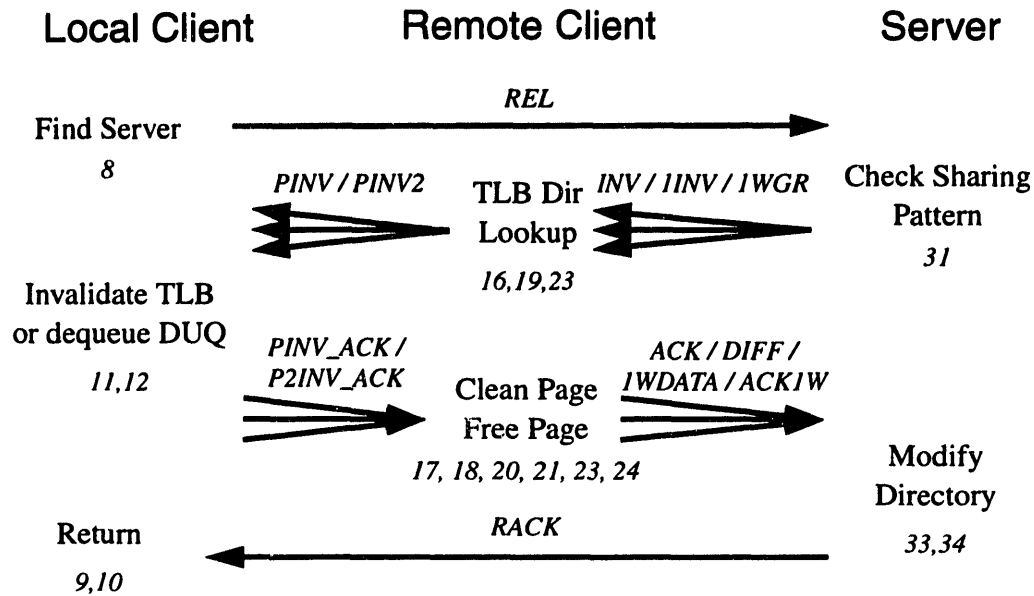 Local Client Remote Client Server
REL
Find Server
8
PINV / PINV2
TLB Dir
Lookup
16,19,23
INV / 1INV / 1WGR
Check Sharing
Pattern
31
Invalidate TLB
or dequeue DUQ
11,12
PINV_ACK /
P2INV_ACK
Clean Page
Free Page
17, 18, 20, 21, 23, 24
ACK / DIFF /
1WDATA / ACK1W
Modify
Directory
33,34
RACK
Return
9,10